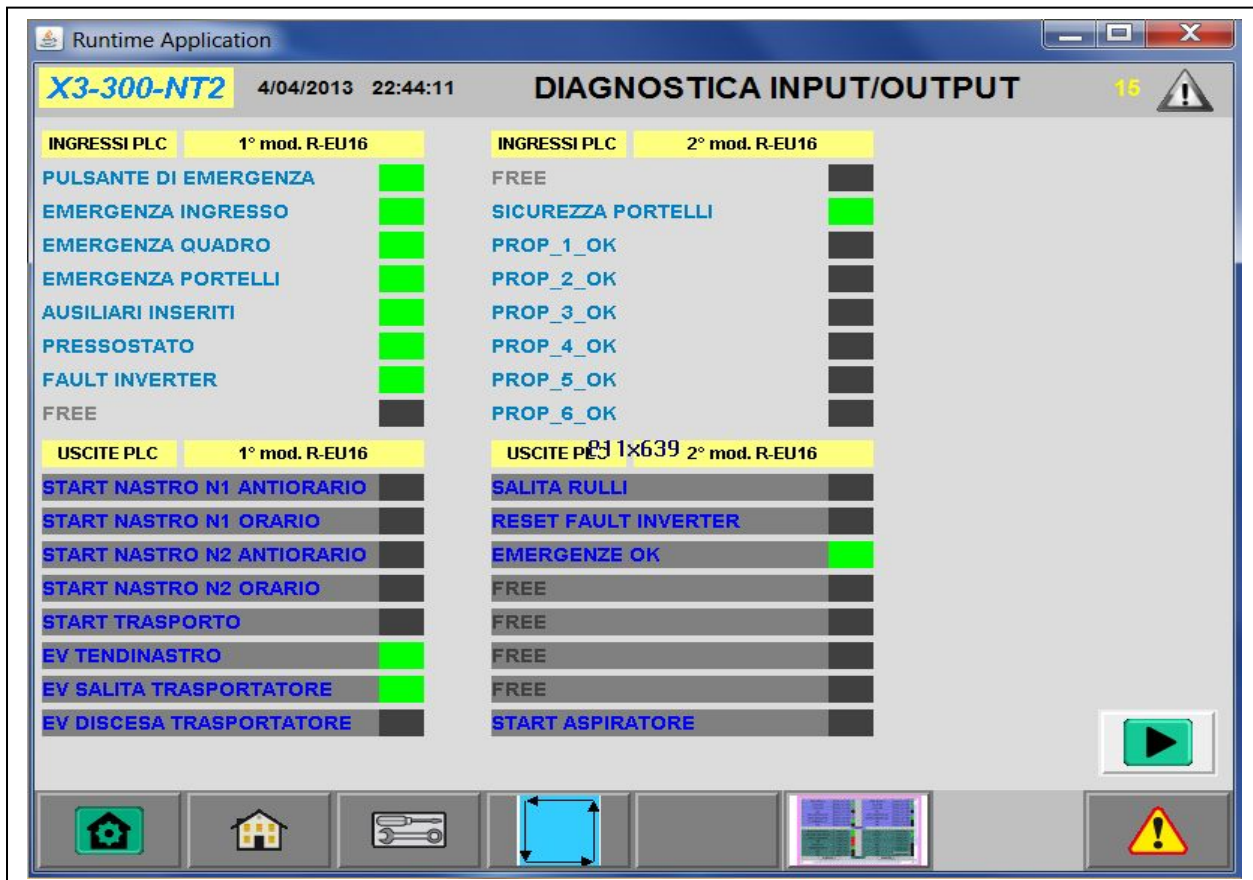 Runtime Application
X3-300-NT2 4/04/2013 22:44:11 DIAGNOSTICA INPUT/OUTPUT 15
INGRESSI PLC 1° mod. R-EU16
PULSANTE DI EMERGENZA
EMERGENZA INGRESSO
EMERGENZA QUADRO
EMERGENZA PORTELLI
AUSILIARI INSERITI
PRESSOSTATO
FAULT INVERTER
FREE
INGRESSI PLC 2° mod. R-EU16
FREE
SICUREZZA PORTELLI
PROP_1_OK
PROP_2_OK
PROP_3_OK
PROP_4_OK
PROP_5_OK
PROP_6_OK
USCITE PLC 1° mod. R-EU16
START NASTRO N1 ANTIORARIO
START NASTRO N1 ORARIO
START NASTRO N2 ANTIORARIO
START NASTRO N2 ORARIO
START TRASPORTO
EV TENDINASTRO
EV SALITA TRASPORTATORE
EV DISCESA TRASPORTATORE
USCITE PLC 811x639 2° mod. R-EU16
SALITA RULLI
RESET FAULT INVERTER
EMERGENZE OK
FREE
FREE
FREE
FREE
START ASPIRATORE